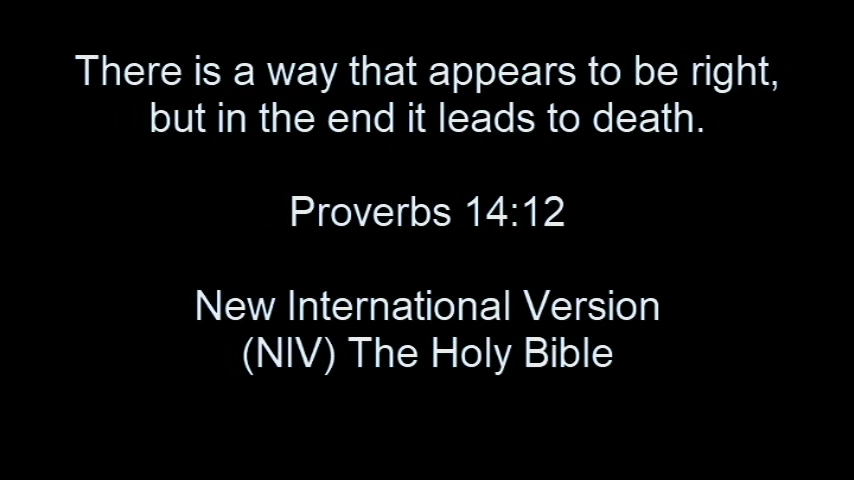 There is a way that appears to be right,
but in the end it leads to death.
Proverbs 14:12
New International Version
(NIV) The Holy Bible